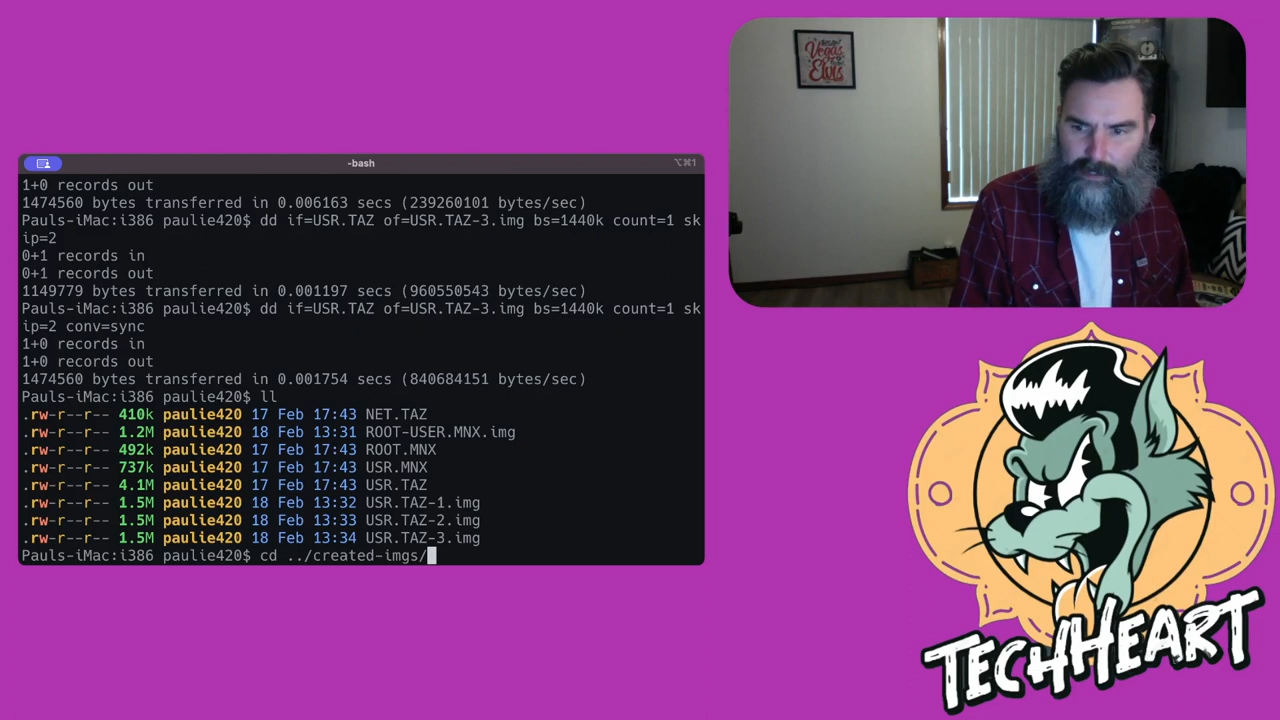 -bash
⌥⌘1
1+0 records out
1474560 bytes transferred in 0.006163 secs (239260101 bytes/sec)
Pauls-iMac:i386 paulie420$ dd if=USR.TAZ of=USR.TAZ-3.img bs=1440k count=1 sk
ip=2
0+1 records in
0+1 records out
1149779 bytes transferred in 0.001197 secs (960550543 bytes/sec)
Pauls-iMac:i386 paulie420$ dd if=USR.TAZ of=USR.TAZ-3.img bs=1440k count=1 sk
ip=2 conv=sync
1+0 records in
1+0 records out
1474560 bytes transferred in 0.001754 secs (840684151 bytes/sec)
Pauls-iMac:i386 paulie420$ ll
.rw-r--r-- 410k paulie420 17 Feb 17:43 NET.TAZ
.rw-r--r-- 1.2M paulie420 18 Feb 13:31 ROOT-USER.MNX.img
.rw-r--r-- 492k paulie420 17 Feb 17:43 ROOT.MNX
.rw-r--r-- 737k paulie420 17 Feb 17:43 USR.MNX
.rw-r--r-- 4.1M paulie420 17 Feb 17:43 USR.TAZ
.rw-r--r-- 1.5M paulie420 18 Feb 13:32 USR.TAZ-1.img
.rw-r--r-- 1.5M paulie420 18 Feb 13:33 USR.TAZ-2.img
.rw-r--r-- 1.5M paulie420 18 Feb 13:34 USR.TAZ-3.img
Pauls-iMac:i386 paulie420$ cd ../created-imgs/
Vegas
Elvis
TECHHEART